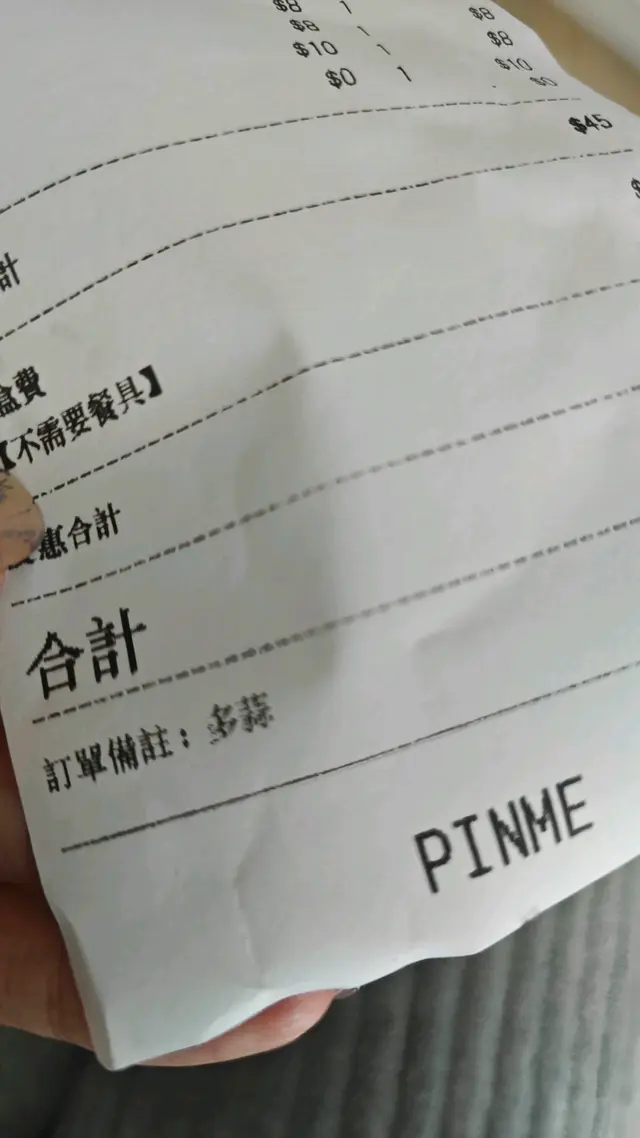 $8 1 $8
$8 1 $8
$10 1 $10
$0 1 $0
$45
計
$
盒費
【不需要餐具】
惠合計
合計
訂單備註：多蒜
PINME